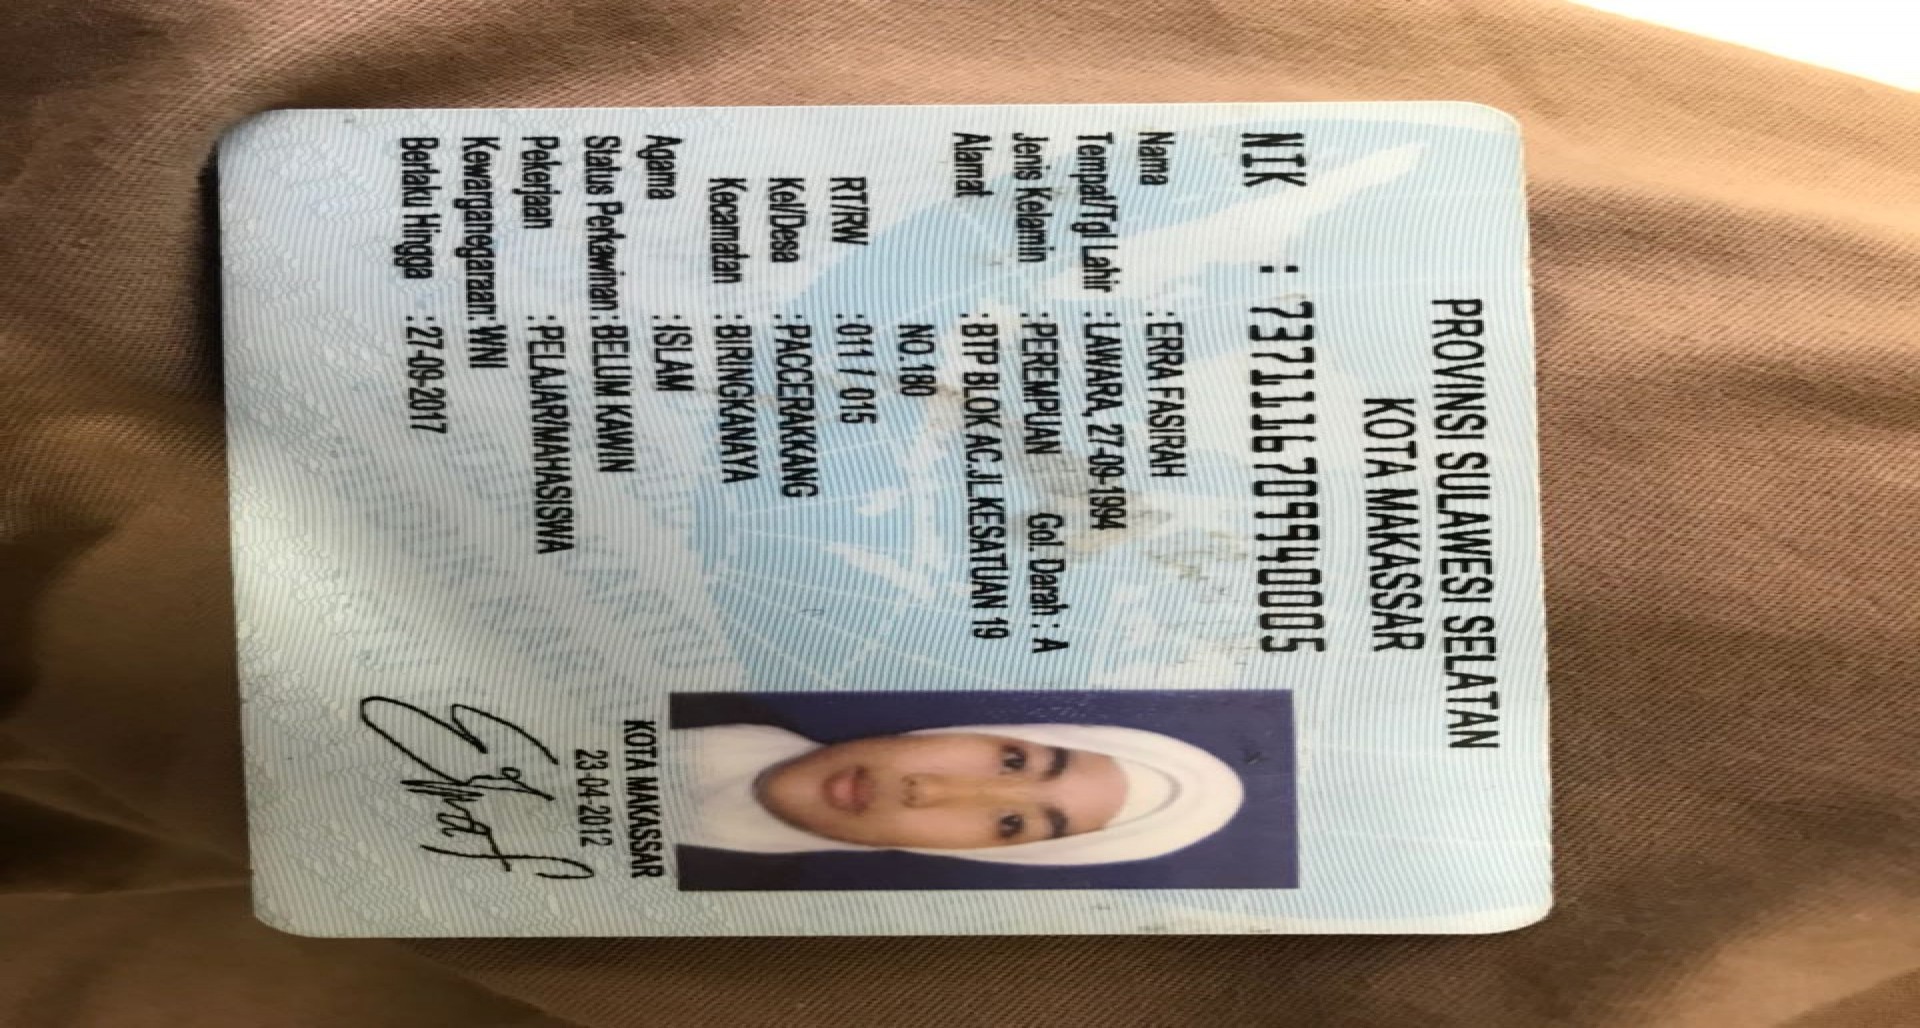 PROVINSI SULAWESI SELATAN
KOTA MAKASSAR
NIK : 7371116709940005
Nama : ERRA FASIRAH
Tempat/Tgl Lahir : LAWARA, 27-09-1994
Jenis Kelamin : PEREMPUAN Gol. Darah : A
Alamat : BTP BLOK AC.JL.KESATUAN 19
NO.180
RT/RW : 011 / 015
Kel/Desa : PACCERAKKANG
Kecamatan : BIRINGKANAYA
Agama : ISLAM
Status Perkawinan : BELUM KAWIN
Pekerjaan : PELAJAR/MAHASISWA
Kewarganegaraan: WNI
Berlaku Hingga : 27-09-2017
KOTA MAKASSAR
23-04-2012